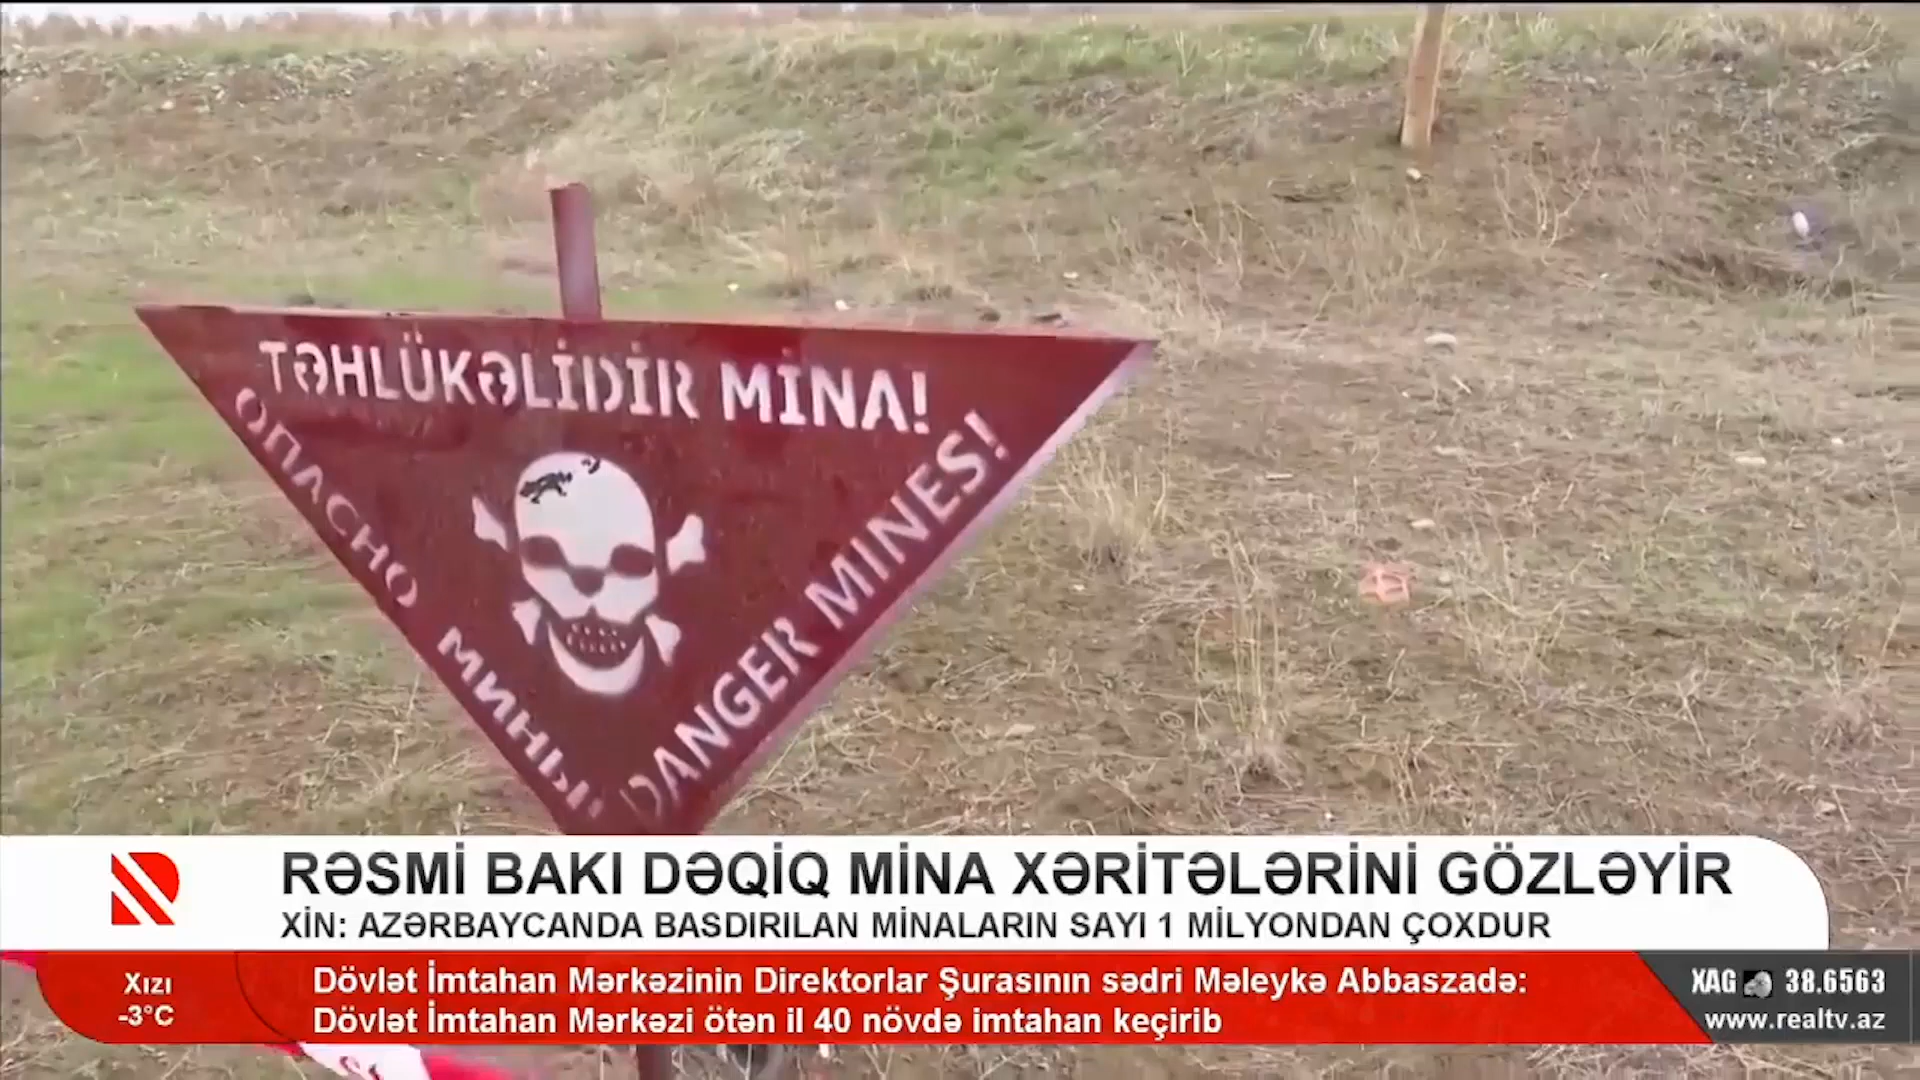 TƏHLÜKƏLİDİR MİNA!
ОПАСНО МИНЫ!
DANGER MINES!
RƏSMİ BAKI DƏQİQ MİNA XƏRİTƏLƏRİNİ GÖZLƏYİR
XİN: AZƏRBAYCANDA BASDIRILAN MİNALARIN SAYI 1 MİLYONDAN ÇOXDUR
Xızı
-3°C
Dövlət İmtahan Mərkəzinin Direktorlar Şurasının sədri Məleykə Abbaszadə:
Dövlət İmtahan Mərkəzi ötən il 40 növdə imtahan keçirib
XAG 38.6563
www.realtv.az